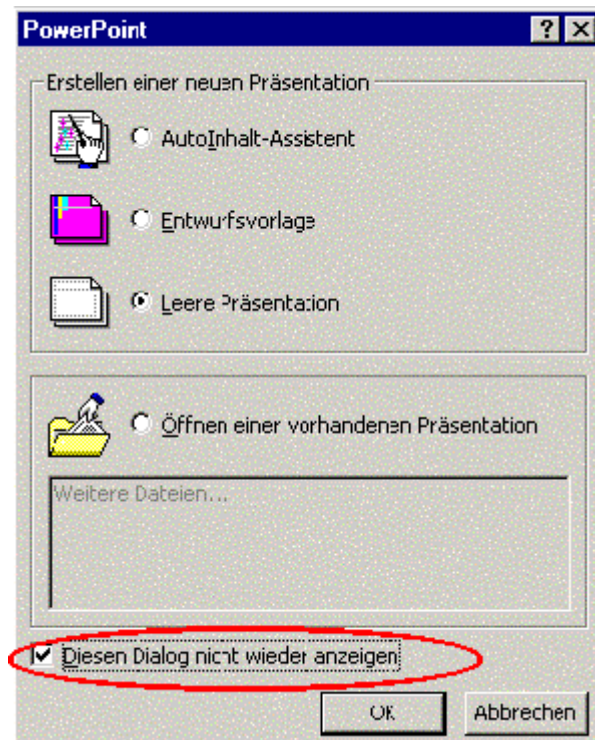 PowerPoint
Erstellen einer neuen Präsentation
AutoInhalt-Assistent
Entwurfsvorlage
Leere Präsentation
Öffnen einer vorhandenen Präsentation
Weitere Dateien...
Diesen Dialog nicht wieder anzeigen
OK Abbrechen